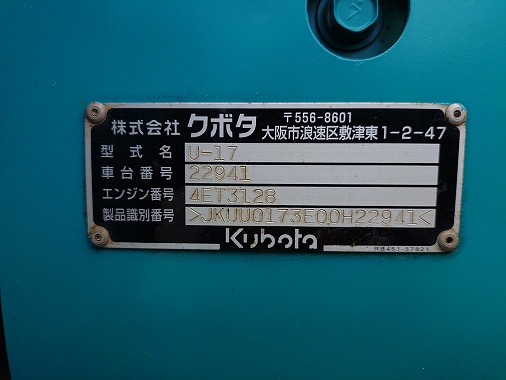 株式会社 クボタ 〒556-8601
大阪市浪速区敷津東1-2-47
型式名 U-17
車台番号 22941
エンジン番号 4ET3128
製品識別番号 >JKUU0173E00H22941<
Kubota
RB451-57821